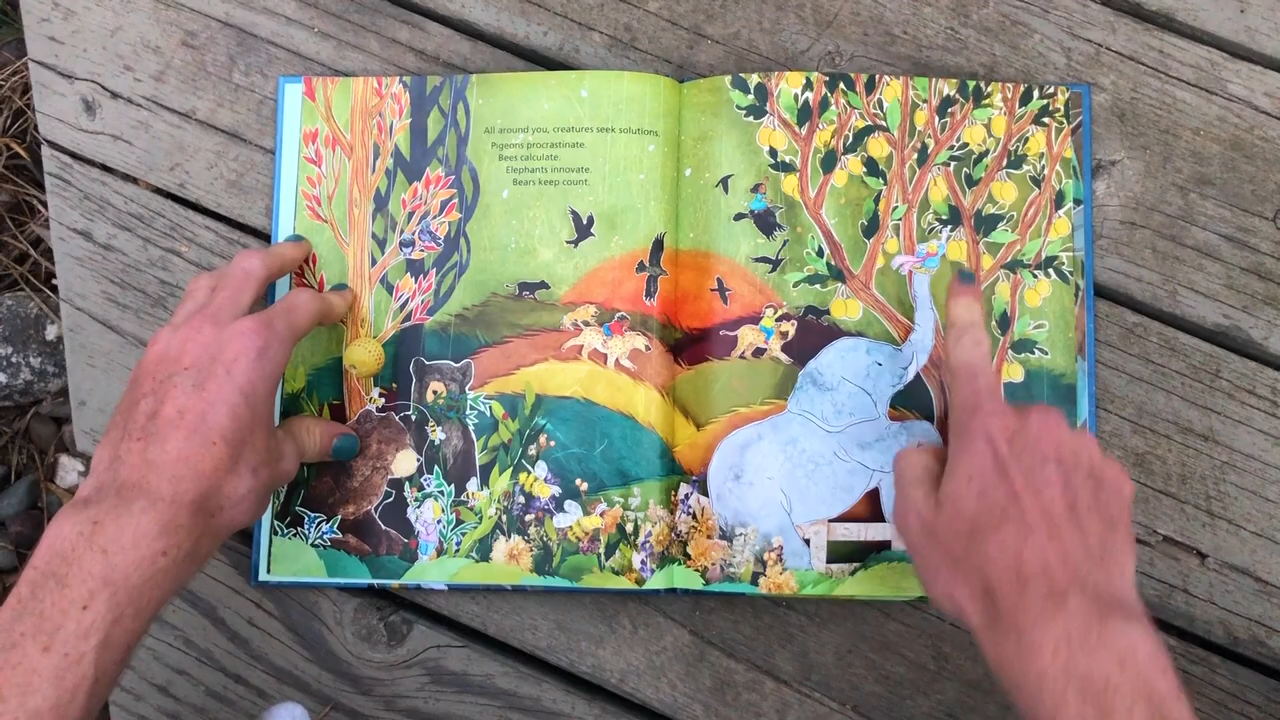 All around you, creatures seek solutions.
Pigeons procrastinate.
Bees calculate.
Elephants innovate.
Bears keep count.